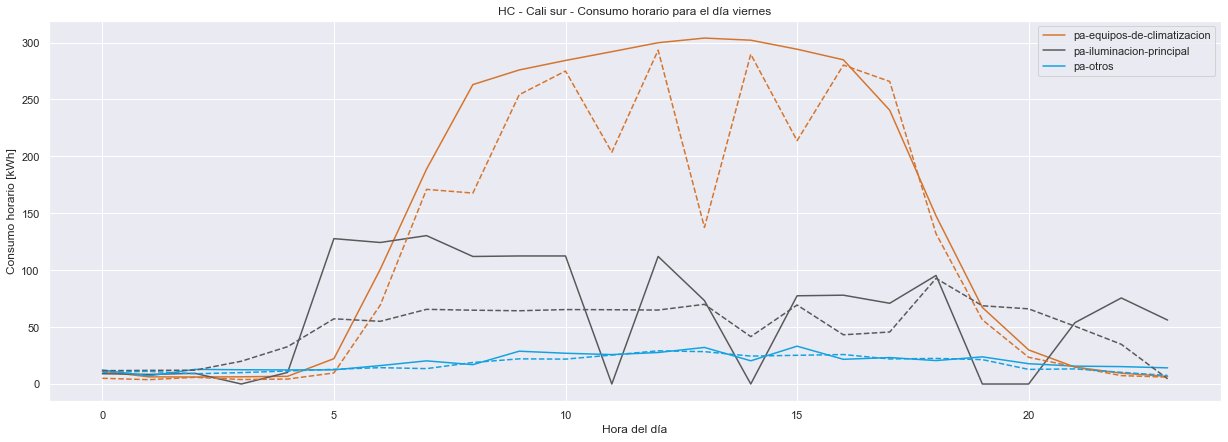 HC - Cali sur - Consumo horario para el día viernes
pa-equipos-de-climatizacion
pa-iluminacion-principal
pa-otros
Consumo horario [kWh]
300
250
200
150
100
50
0
0
5
10
15
20
Hora del día